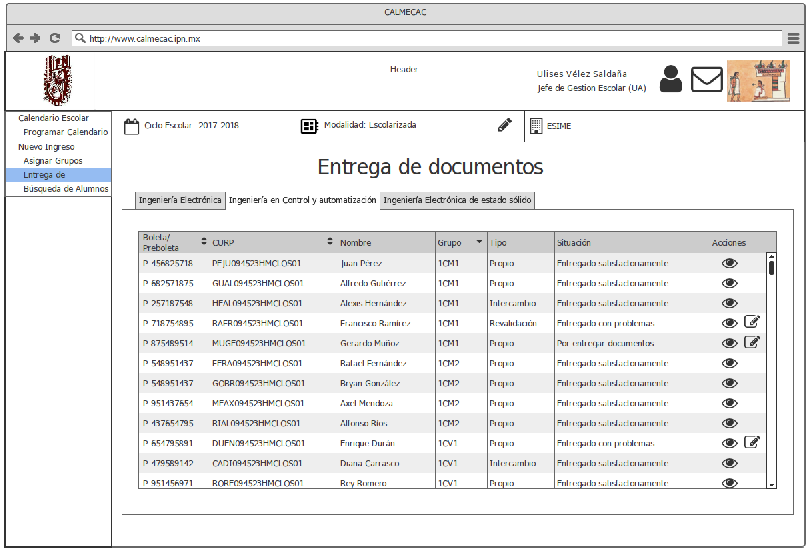 CALMECAC
http://www.calmecac.ipn.mx
IPN
Header
Ulises Vélez Saldaña
Jefe de Gestion Escolar (UA)
Calendario Escolar
Programar Calendario
Nuevo Ingreso
Asignar Grupos
Entrega de
Búsqueda de Alumnos
Ciclo Escolar 2017-2018
Modalidad: Escolarizada
ESIME
Entrega de documentos
Ingeniería Electrónica
Ingeniería en Control y automatización
Ingeniería Electrónica de estado sólido
Boleta/ Preboleta CURP Nombre Grupo Tipo Situación Acciones
P-456825718 PEJU094523HMCLOS01 Juan Pérez 1CM1 Propio Entregado satisfactoriamente
P-682571875 GUAL094523HMCLOS01 Alfredo Gutiérrez 1CM1 Propio Entregado satisfactoriamente
P-257187548 HEAL094523HMCLOS01 Alexis Hernández 1CM1 Intercambio Entregado satisfactoriamente
P-718754895 RAFR094523HMCLOS01 Francisco Ramírez 1CM1 Revalidación Entregado con problemas
P-875489514 MUGE094523HMCLOS01 Gerardo Muñoz 1CM1 Propio Por entregar documentos
P-548951437 FERA094523HMCLOS01 Rafael Fernández 1CM2 Propio Entregado satisfactoriamente
P-548951437 GOBR094523HMCLOS01 Bryan González 1CM2 Propio Entregado satisfactoriamente
P-951437654 MEAX094523HMCLOS01 Axel Mendoza 1CM2 Propio Entregado satisfactoriamente
P-437654795 RIAL094523HMCLOS01 Alfonso Ríos 1CM2 Propio Entregado satisfactoriamente
P-654795891 DUEN094523HMCLOS01 Enrique Durán 1CV1 Propio Entregado con problemas
P-479589142 CADI094523HMCLOS01 Diana Carrasco 1CV1 Intercambio Entregado satisfactoriamente
P-951456971 RORE094523HMCLOS01 Rey Romero 1CV1 Propio Entregado satisfactoriamente